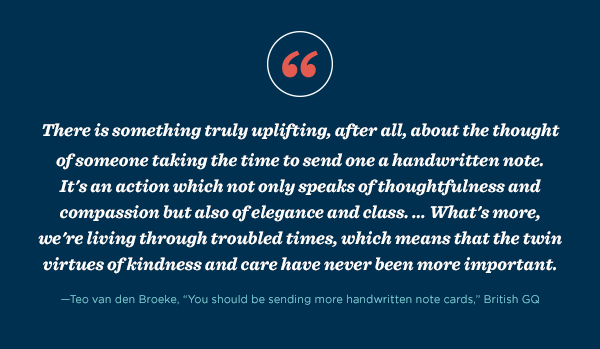 “
There is something truly uplifting, after all, about the thought
of someone taking the time to send one a handwritten note.
It's an action which not only speaks of thoughtfulness and
compassion but also of elegance and class. ... What's more,
we're living through troubled times, which means that the twin
virtues of kindness and care have never been more important.
—Teo van den Broeke, “You should be sending more handwritten note cards,” British GQ